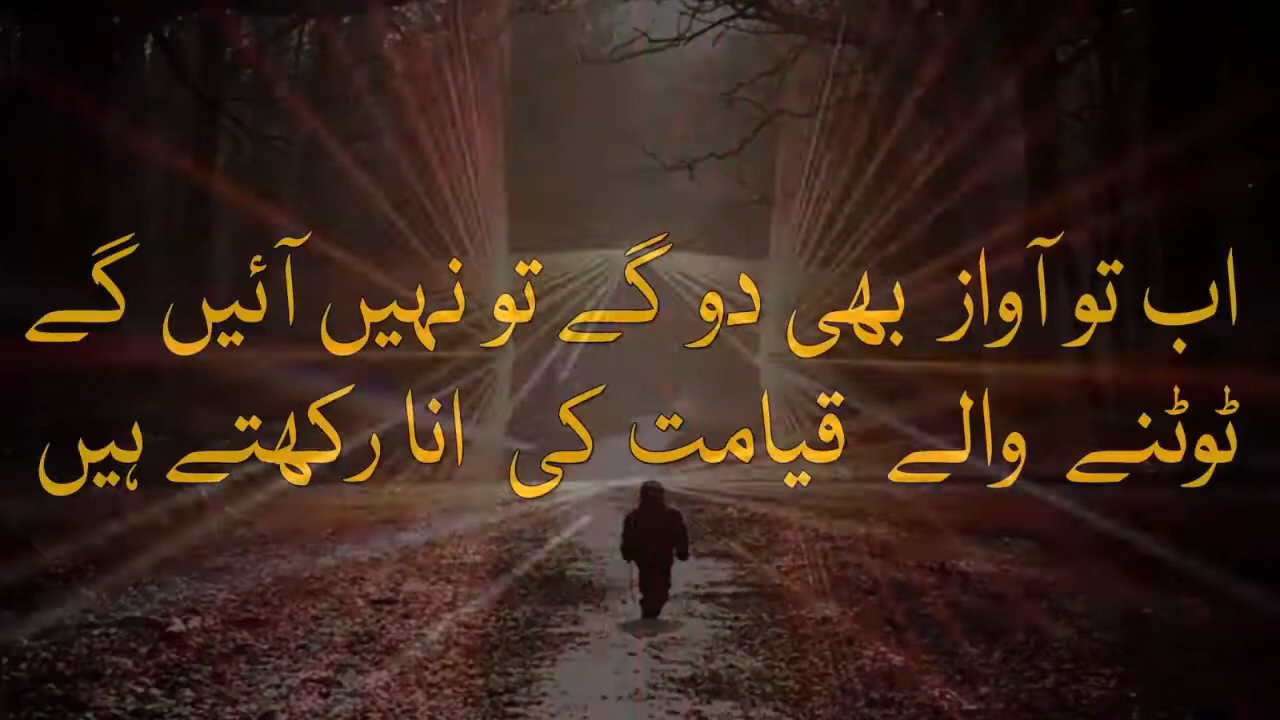 اب تو آواز بھی دو گے تو نہیں آئیں گے
ٹوٹنے والے قیامت کی انا رکھتے ہیں